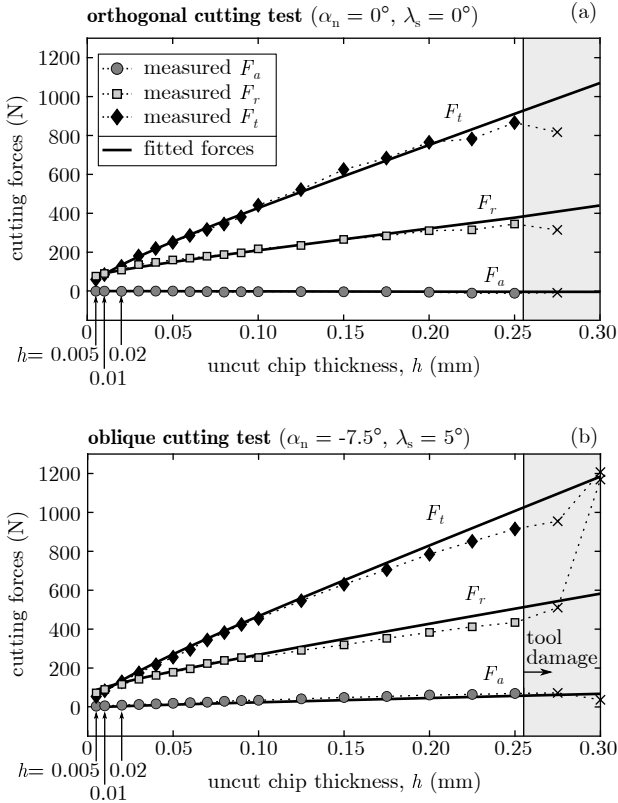 orthogonal cutting test (αn = 0°, λs = 0°)
(a)
1200
1000
800
600
400
200
0
cutting forces (N)
measured Fa
measured Fr
measured Ft
fitted forces
Ft
Fr
Fa
0.05
0.10
0.15
0.20
0.25
0.30
h= 0.005
0.02
0.01
uncut chip thickness, h (mm)
oblique cutting test (αn = -7.5°, λs = 5°)
(b)
1200
1000
800
600
400
200
0
cutting forces (N)
Ft
Fr
Fa
tool
damage
0.05
0.10
0.15
0.20
0.25
0.30
h= 0.005
0.02
0.01
uncut chip thickness, h (mm)